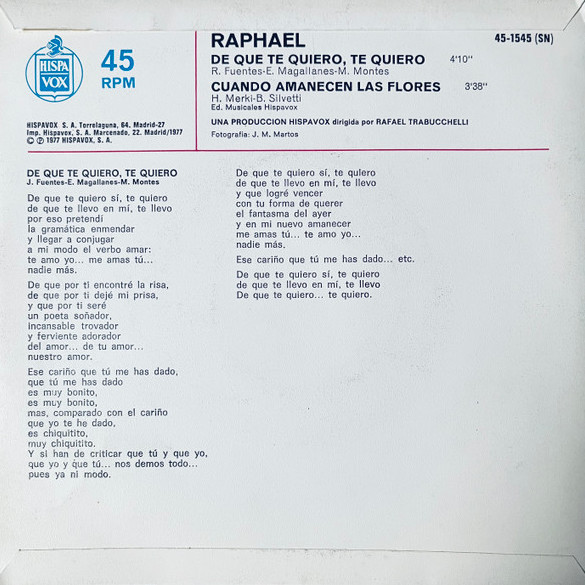 HISPA
VOX
45
RPM
RAPHAEL
45-1545 (SN)
DE QUE TE QUIERO, TE QUIERO 4'10''
R. Fuentes-E. Magallanes-M. Montes
CUANDO AMANECEN LAS FLORES 3'38''
H. Merki-B. Silvetti
Ed. Musicales Hispavox
UNA PRODUCCION HISPAVOX dirigida por RAFAEL TRABUCCHELLI
Fotografía: J. M. Martos
HISPAVOX S. A. Torrelaguna, 64. Madrid-27
Imp. Hispavox, S. A. Marcenado, 22. Madrid/1977
© ℗ 1977 HISPAVOX, S. A.
DE QUE TE QUIERO, TE QUIERO
J. Fuentes-E. Magallanes-M. Montes
De que te quiero sí, te quiero
de que te llevo en mí, te llevo
por eso pretendí
la gramática enmendar
y llegar a conjugar
a mi modo el verbo amar:
te amo yo... me amas tú...
nadie más.
De que por ti encontré la risa,
de que por ti dejé mi prisa,
y que por ti seré
un poeta soñador,
incansable trovador
y ferviente adorador
del amor... de tu amor...
nuestro amor.
Ese cariño que tú me has dado,
que tú me has dado
es muy bonito,
es muy bonito,
mas, comparado con el cariño
que yo te he dado,
es chiquitito,
muy chiquitito.
Y si han de criticar que tú y que yo,
que yo y que tú... nos demos todo...
pues ya ni modo.
De que te quiero sí, te quiero
de que te llevo en mí, te llevo
y que logré vencer
con tu forma de querer
el fantasma del ayer
y en mi nuevo amanecer
me amas tú... te amo yo...
nadie más.
Ese cariño que tú me has dado... etc.
De que te quiero sí, te quiero
de que te llevo en mí, te llevo
De que te quiero... te quiero.